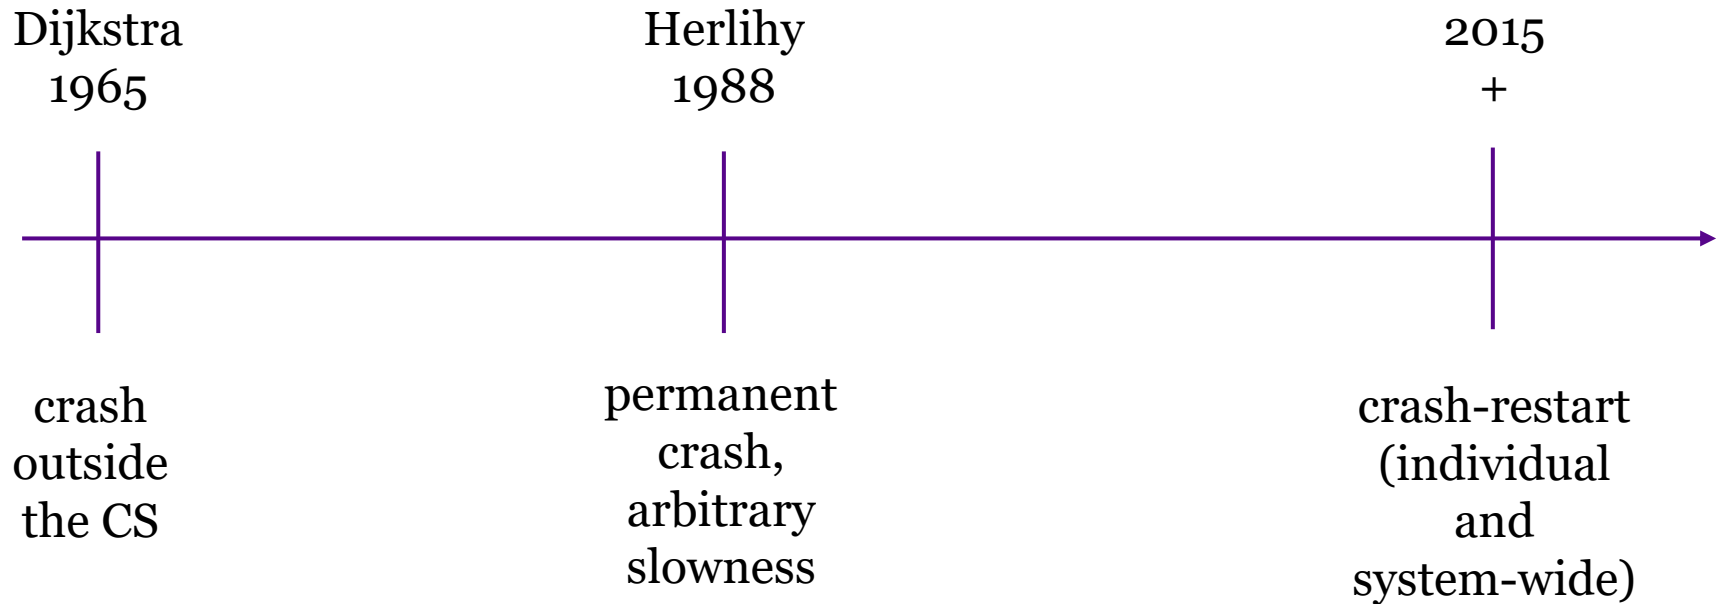 Dijkstra
1965
Herlihy
1988
2015
+
crash
outside
the CS
permanent
crash,
arbitrary
slowness
crash-restart
(individual
and
system-wide)